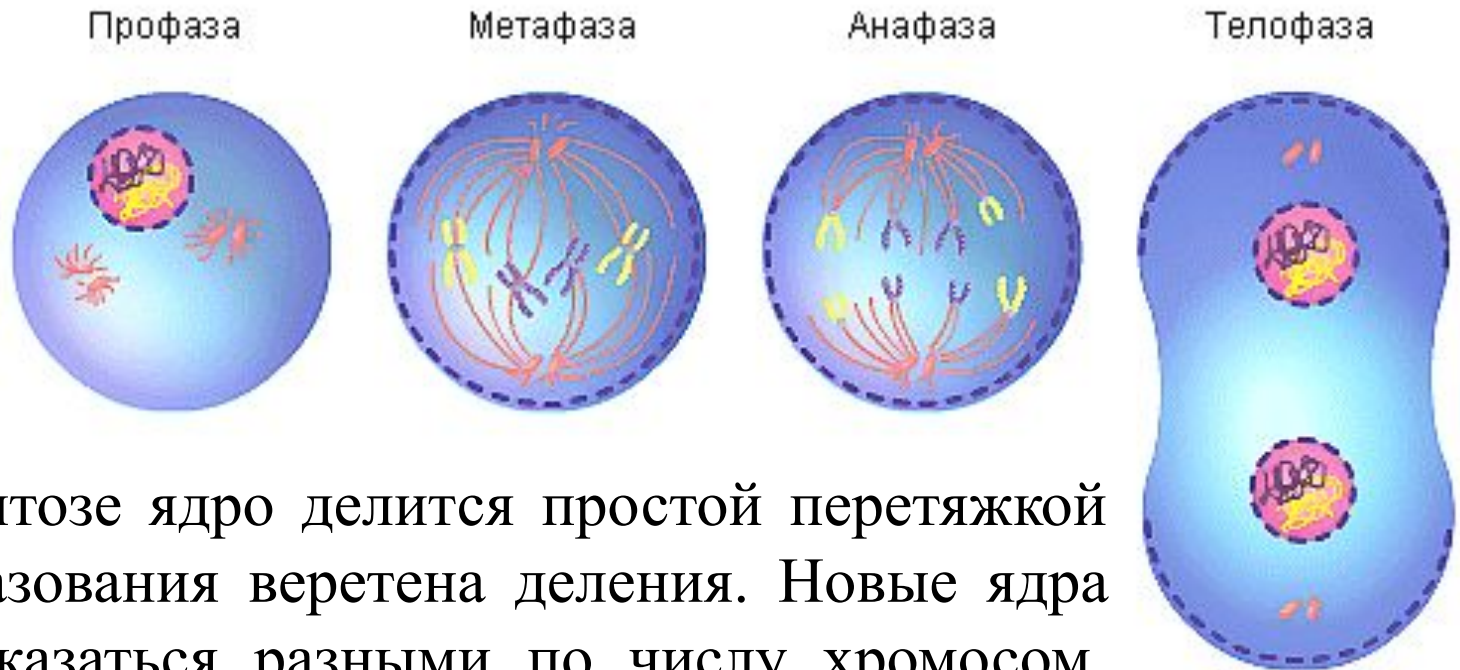 Профаза Метафаза Анафаза Телофаза
итозе ядро делится простой перетяжкой
азования веретена деления. Новые ядра
казаться разными по числу хромосом.